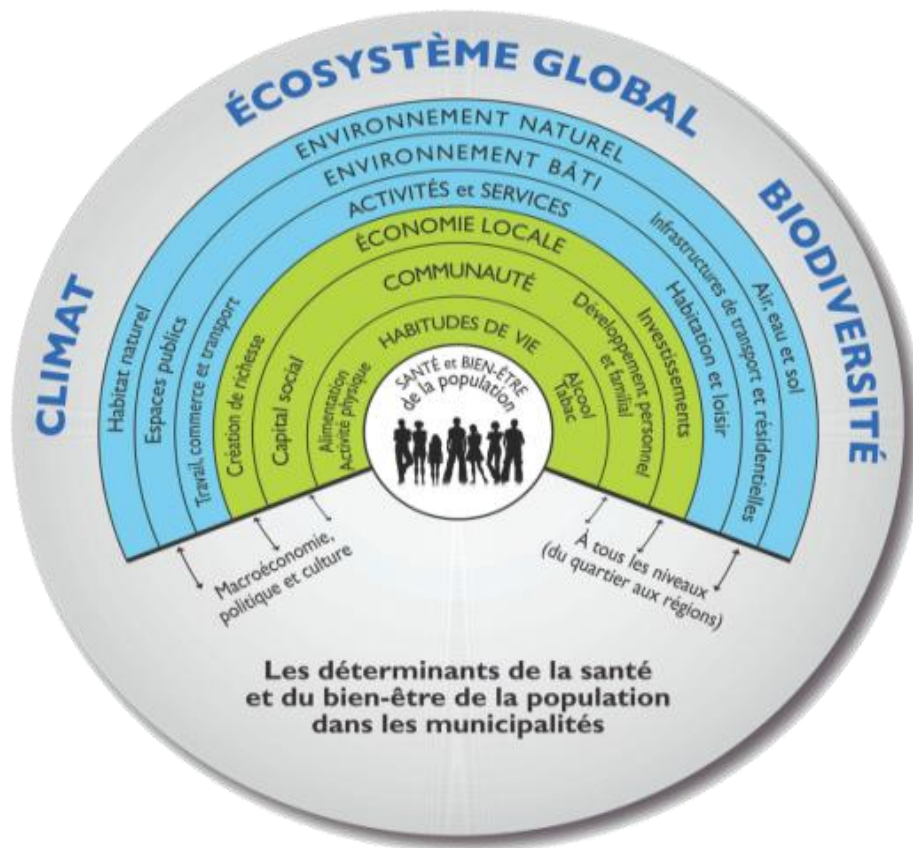 ÉCOSYSTÈME GLOBAL
CLIMAT
BIODIVERSITÉ
ENVIRONNEMENT NATUREL
Habitat naturel
Air, eau et sol
ENVIRONNEMENT BÂTI
Espaces publics
Infrastructures de transport et résidentielles
ACTIVITÉS et SERVICES
Travail, commerce et transport
Habitation et loisir
ÉCONOMIE LOCALE
Création de richesse
Investissements
COMMUNAUTÉ
Capital social
Développement personnel
et familial
HABITUDES DE VIE
Alimentation
Activité physique
Alcool
Tabac
SANTÉ et BIEN-ÊTRE
de la population
Macroéconomie,
politique et culture
À tous les niveaux
(du quartier aux régions)
Les déterminants de la santé
et du bien-être de la population
dans les municipalités